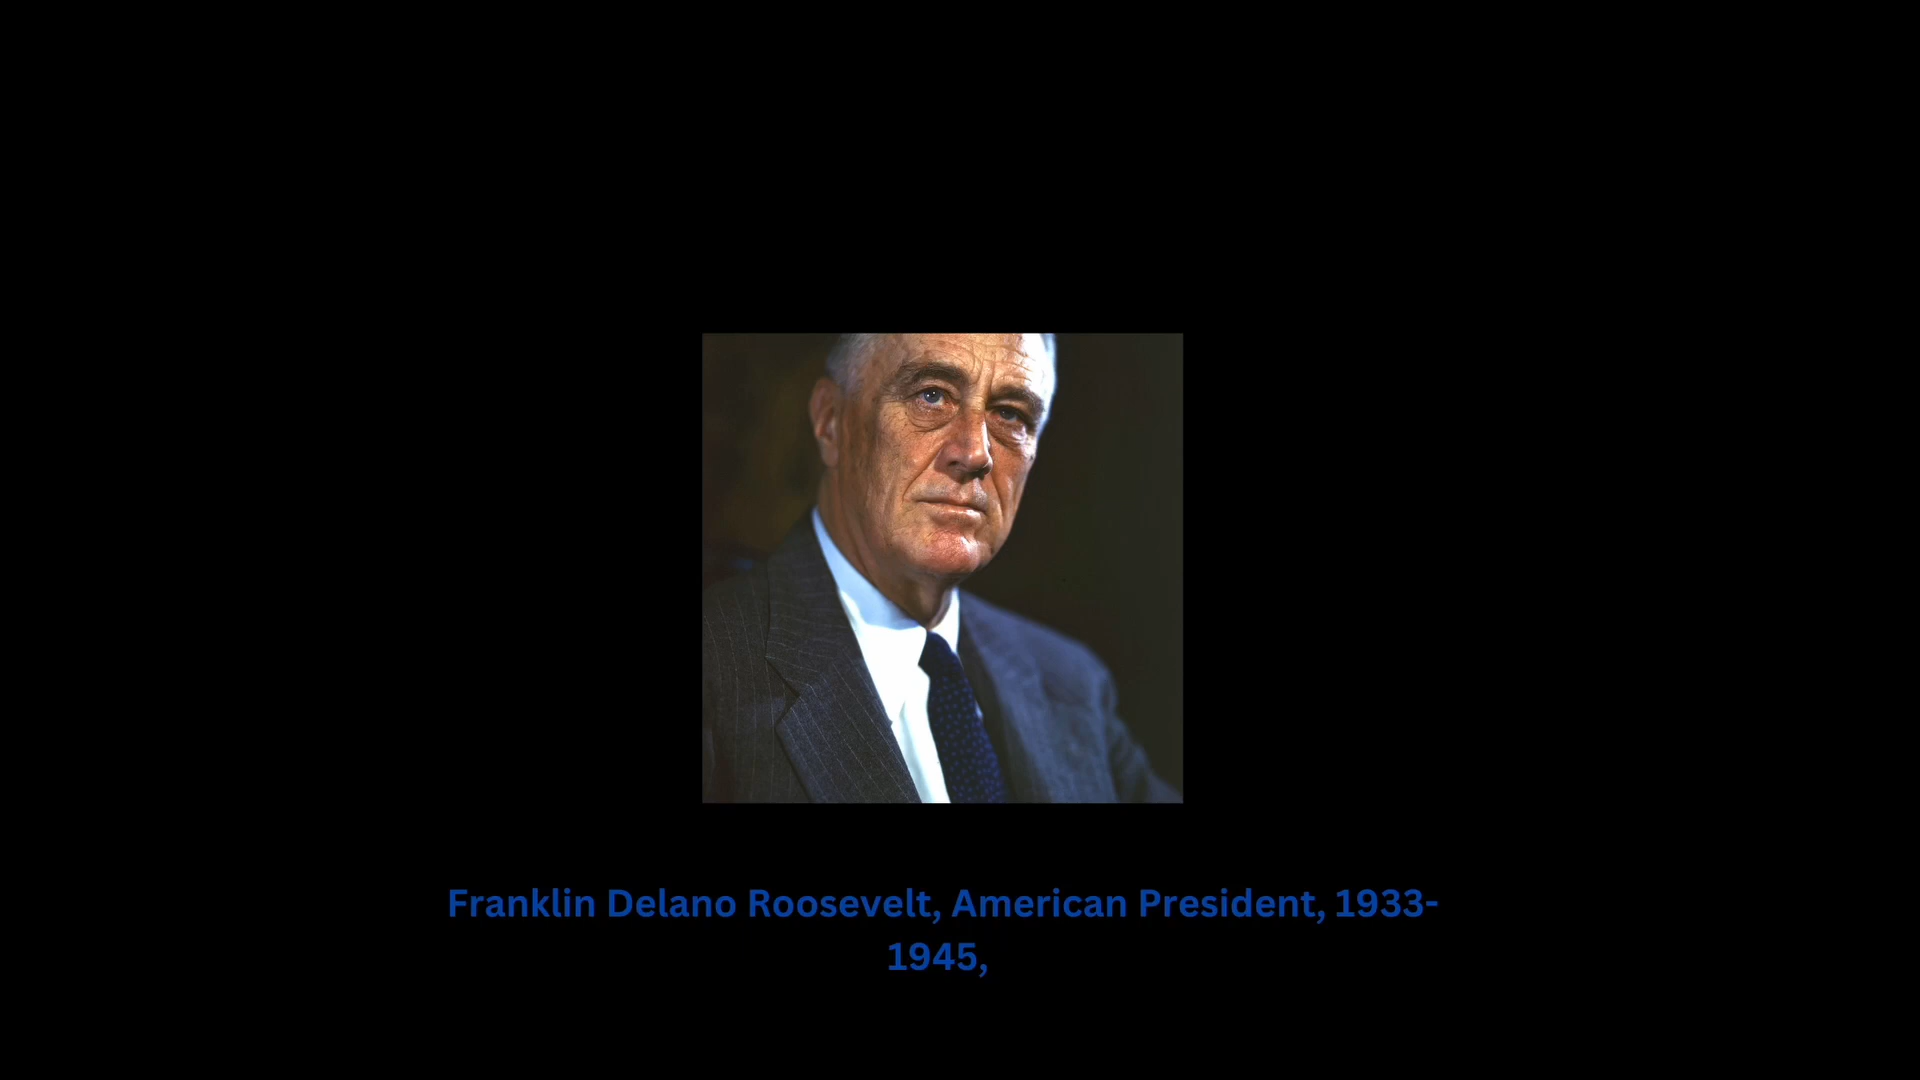 Franklin Delano Roosevelt, American President, 1933-
1945,